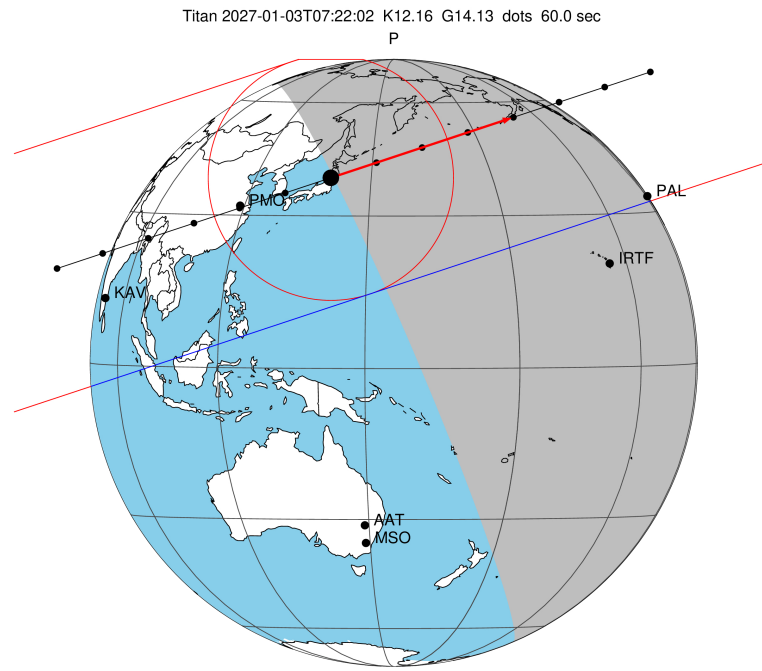 Titan 2027-01-03T07:22:02 K12.16 G14.13 dots 60.0 sec
P
PAL
PMO
IRTF
KAV
AAT
MSO